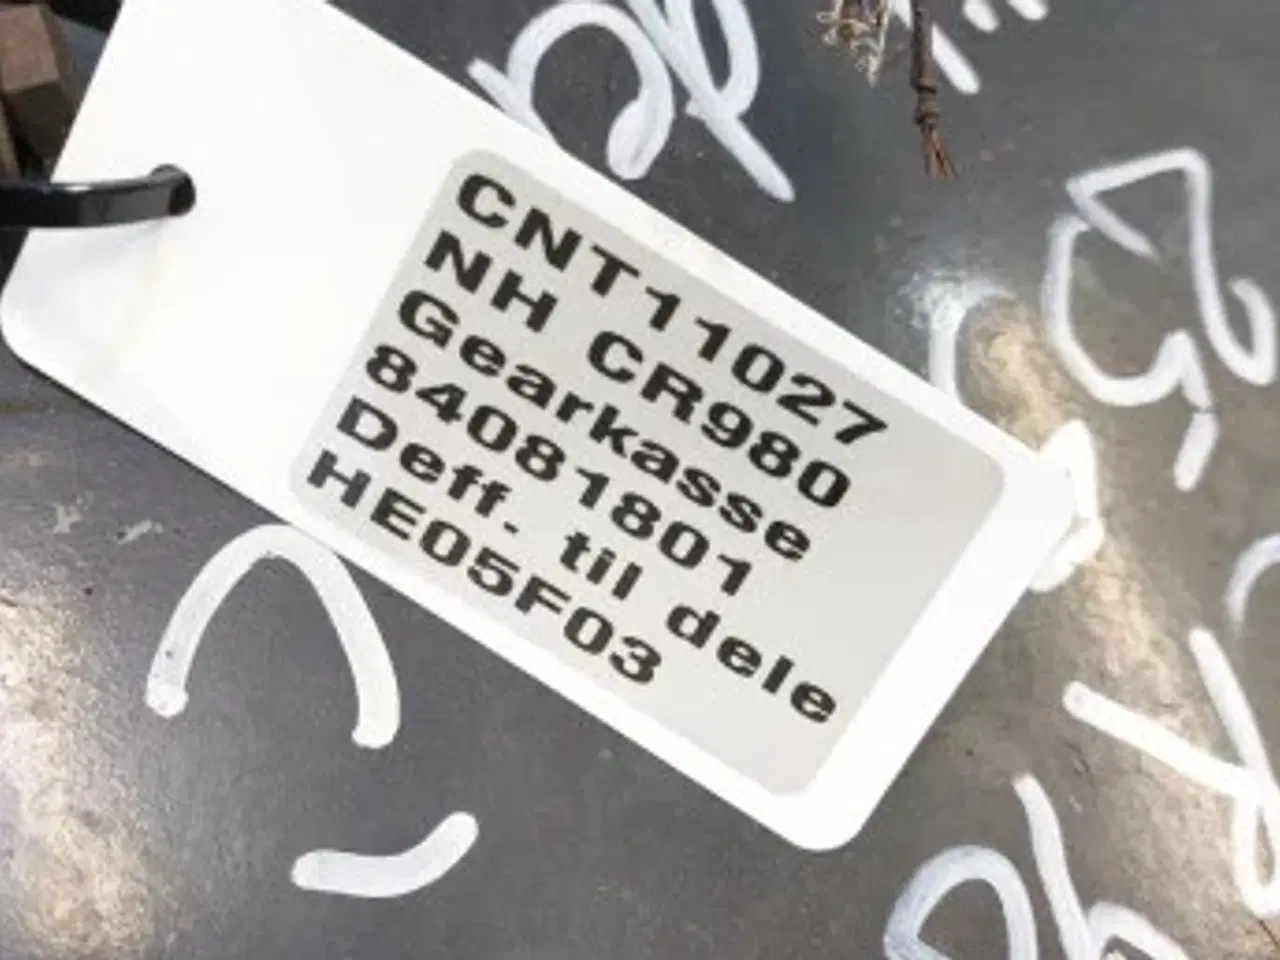 CNT11027
NH CR980
Gearkasse
84081801
Deff. til dele
HE05F03